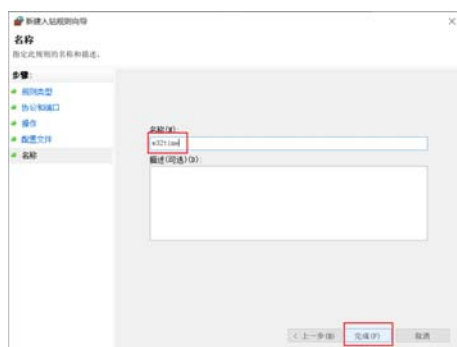 新建入站规则向导
名称
指定此规则的名称和描述。
步骤:
规则类型
协议和端口
操作
配置文件
名称
名称(N):
w32time
描述(可选)(D):
< 上一步(B)
完成(F)
取消